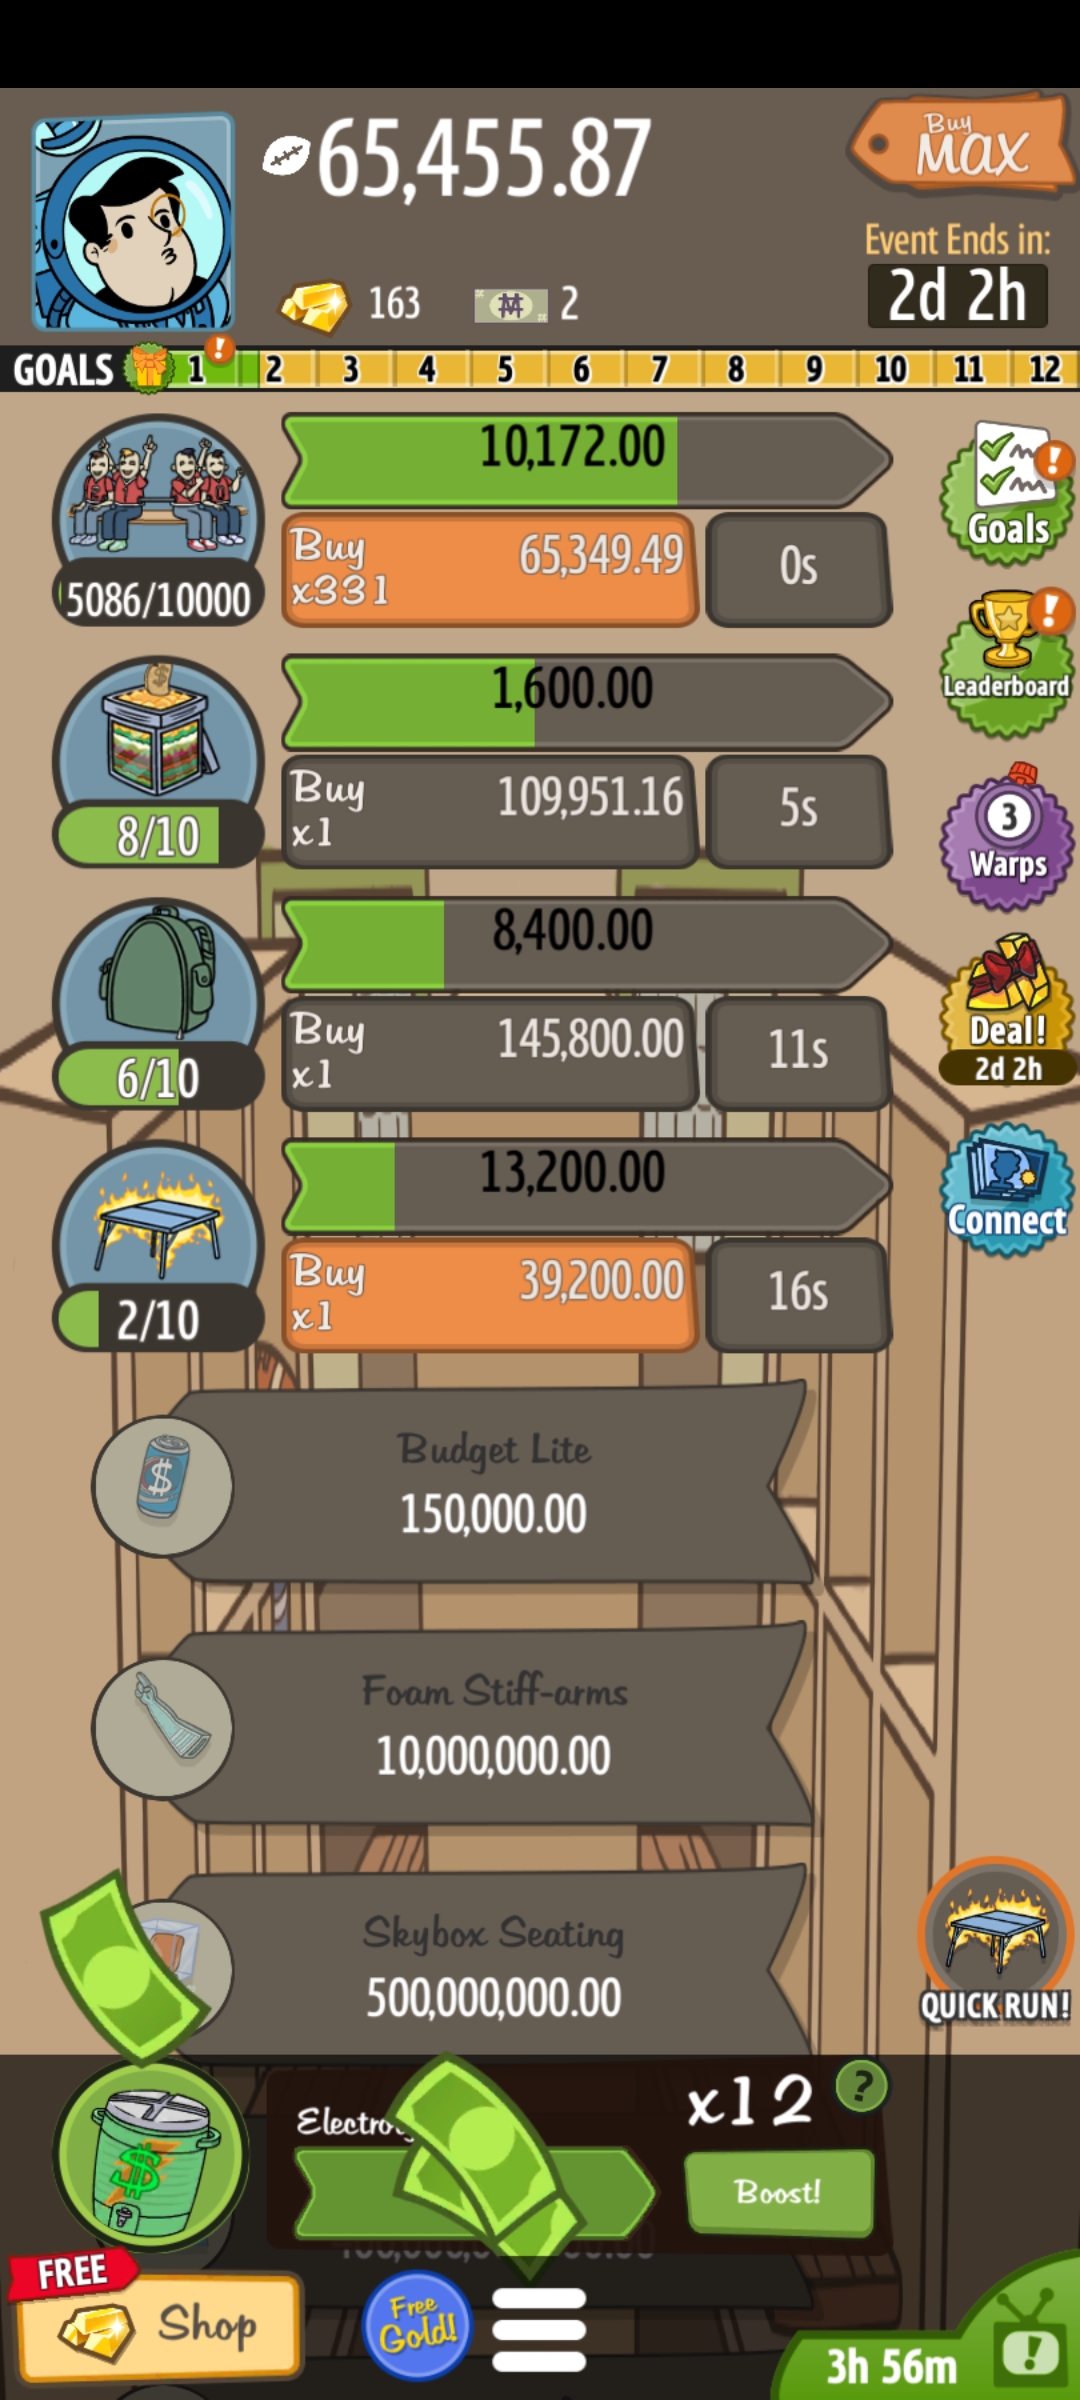 65,455.87
Buy
MAX
Event Ends in:
2d 2h
163
2
GOALS 1 ! 2 3 4 5 6 7 8 9 10 11 12
10,172.00
5086/10000
Buy
x331
65,349.49
0s
!
Goals
1,600.00
8/10
Buy
x1
109,951.16
5s
!
Leaderboard
8,400.00
6/10
Buy
x1
145,800.00
11s
3
Warps
13,200.00
2/10
Buy
x1
39,200.00
16s
Deal!
2d 2h
Connect
Budget Lite
150,000.00
Foam Stiff-arms
10,000,000.00
Skybox Seating
500,000,000.00
QUICK RUN!
x12
?
Boost!
FREE
Shop
Free
Gold!
3h 56m
!